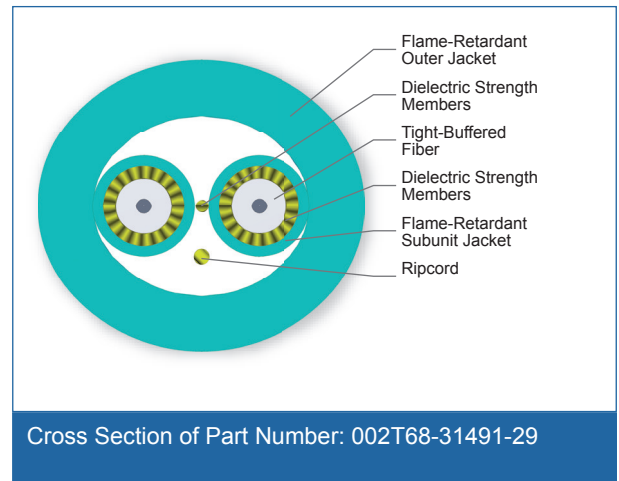 Flame-Retardant
Outer Jacket
Dielectric Strength
Members
Tight-Buffered
Fiber
Dielectric Strength
Members
Flame-Retardant
Subunit Jacket
Ripcord
Cross Section of Part Number: 002T68-31491-29